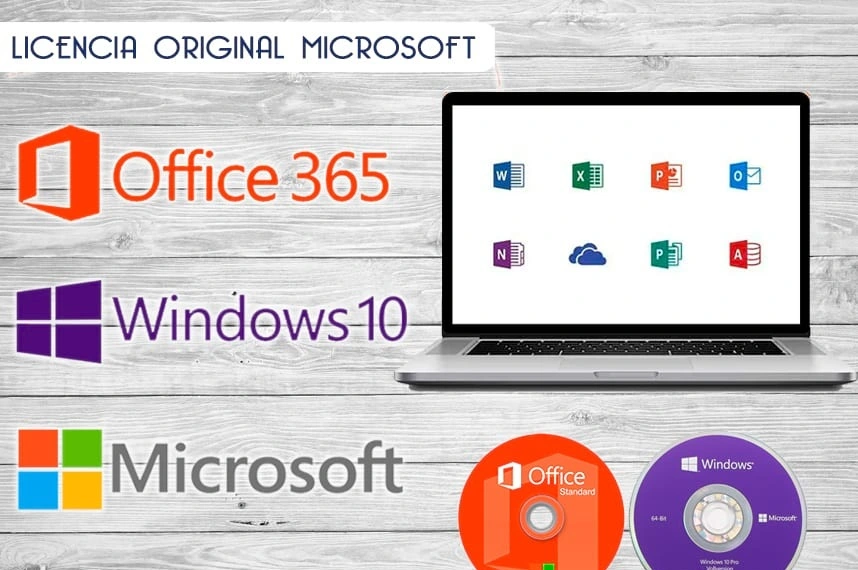 LICENCIA ORIGINAL MICROSOFT
Office 365
W X P O
N P A
Windows 10
Microsoft
Office
Standard
Windows
64-Bit
Microsoft
Windows 10 Pro